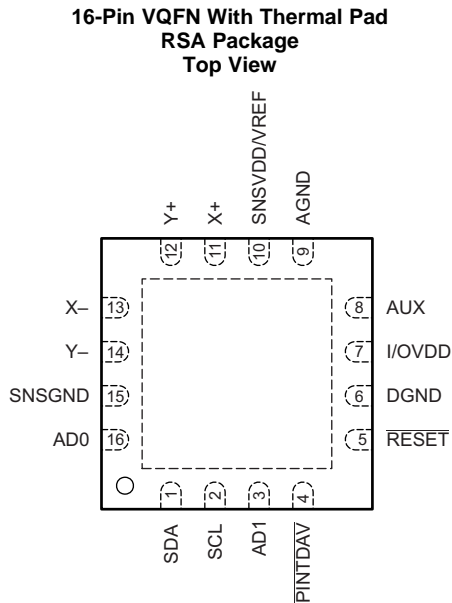 16-Pin VQFN With Thermal Pad
RSA Package
Top View
Y+
X+
SNSVDD/VREF
AGND
12
11
10
9
X–
13
8
AUX
Y–
14
7
I/OVDD
SNSGND
15
6
DGND
AD0
16
5
RESET
1
2
3
4
SDA
SCL
AD1
PINTDAV